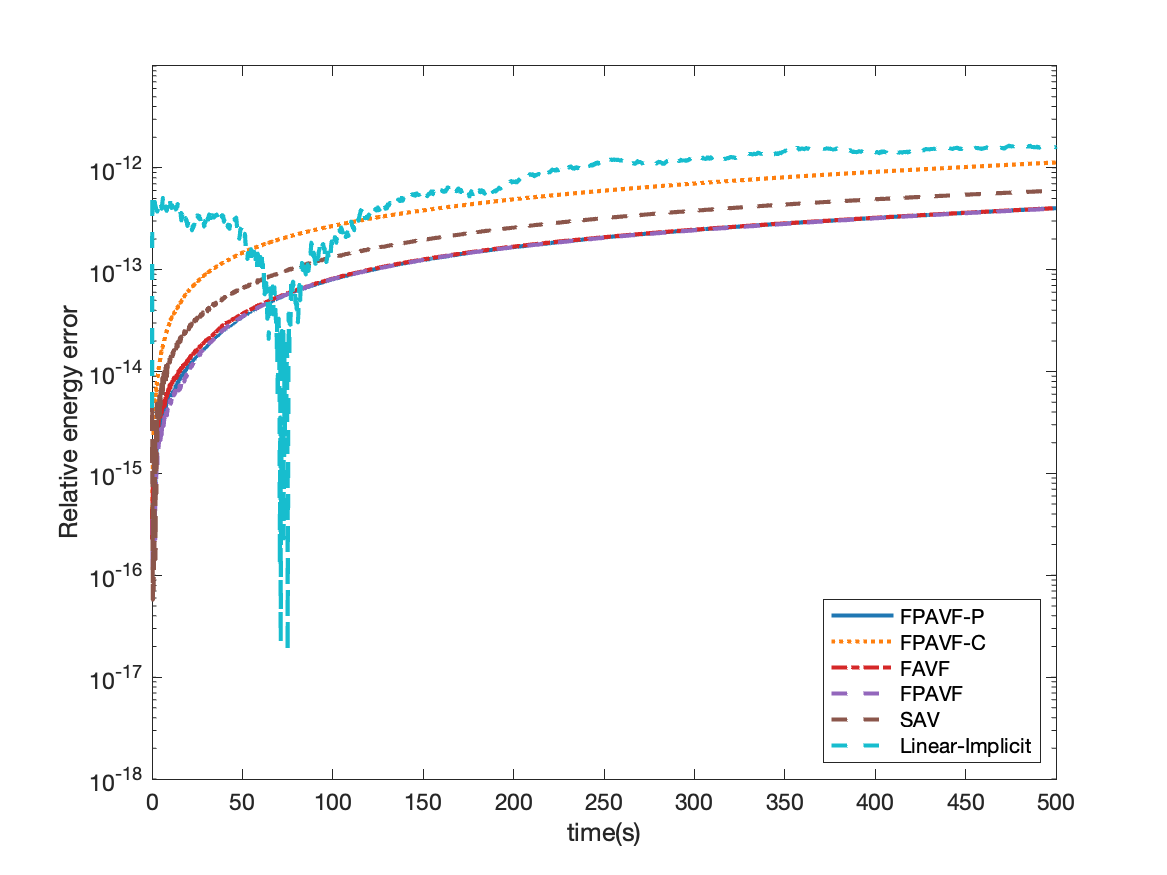 Relative energy error
10^-12
10^-13
10^-14
10^-15
10^-16
10^-17
10^-18
0 50 100 150 200 250 300 350 400 450 500
time(s)
FPAVF-P
FPAVF-C
FAVF
FPAVF
SAV
Linear-Implicit